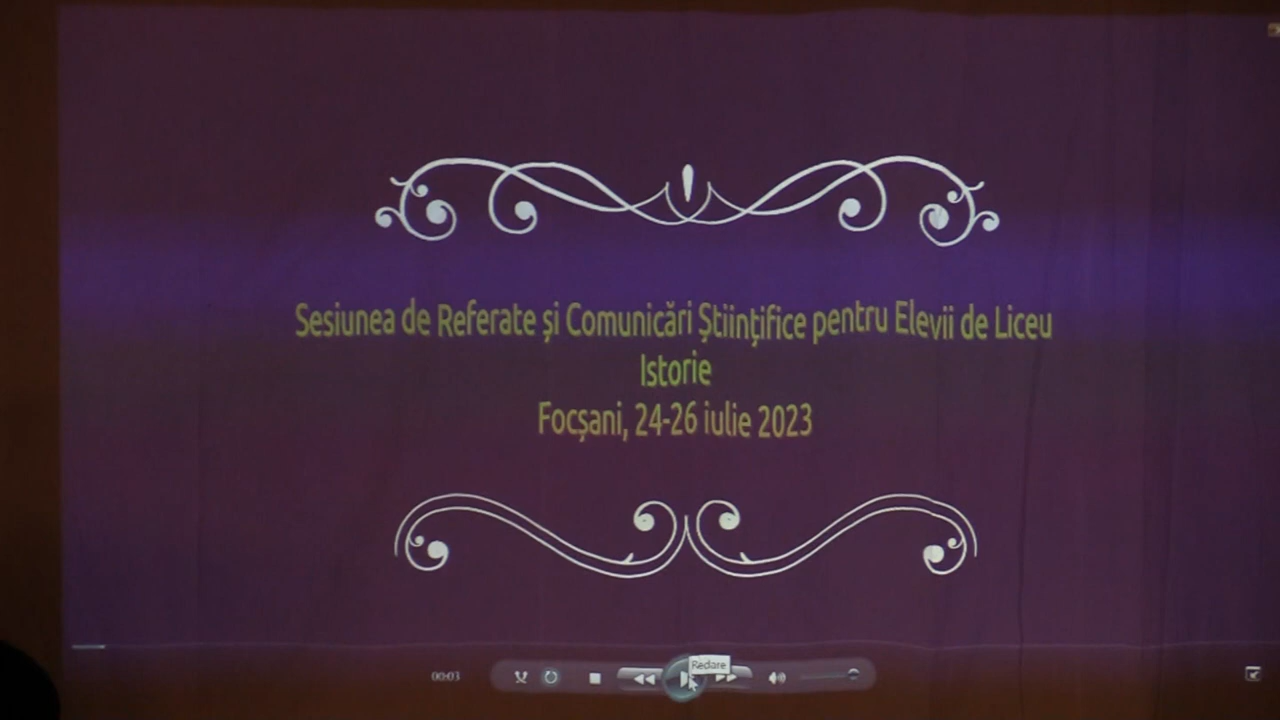 Sesiunea de Referate și Comunicări Științifice pentru Elevii de Liceu
Istorie
Focșani, 24-26 iulie 2023
Redare
00:03